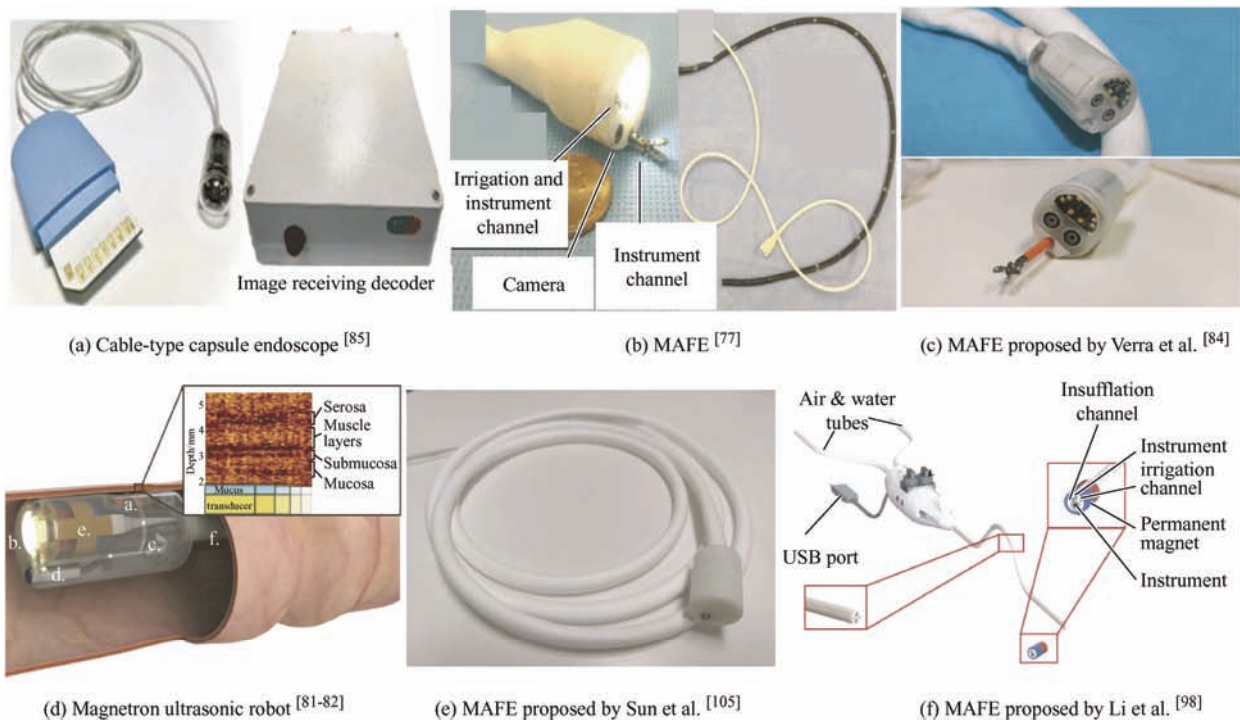 Irrigation and
instrument
channel
Camera
Instrument
channel
Image receiving decoder
(a) Cable-type capsule endoscope [85]
(b) MAFE [77]
(c) MAFE proposed by Verra et al. [84]
Depth/mm
5
4
3
2
Serosa
Muscle
layers
Submucosa
Mucosa
Mucus
transducer
a.
b.
c.
d.
e.
f.
Air & water
tubes
USB port
Insufflation
channel
Instrument
irrigation
channel
Permanent
magnet
Instrument
(d) Magnetron ultrasonic robot [81-82]
(e) MAFE proposed by Sun et al. [105]
(f) MAFE proposed by Li et al. [98]